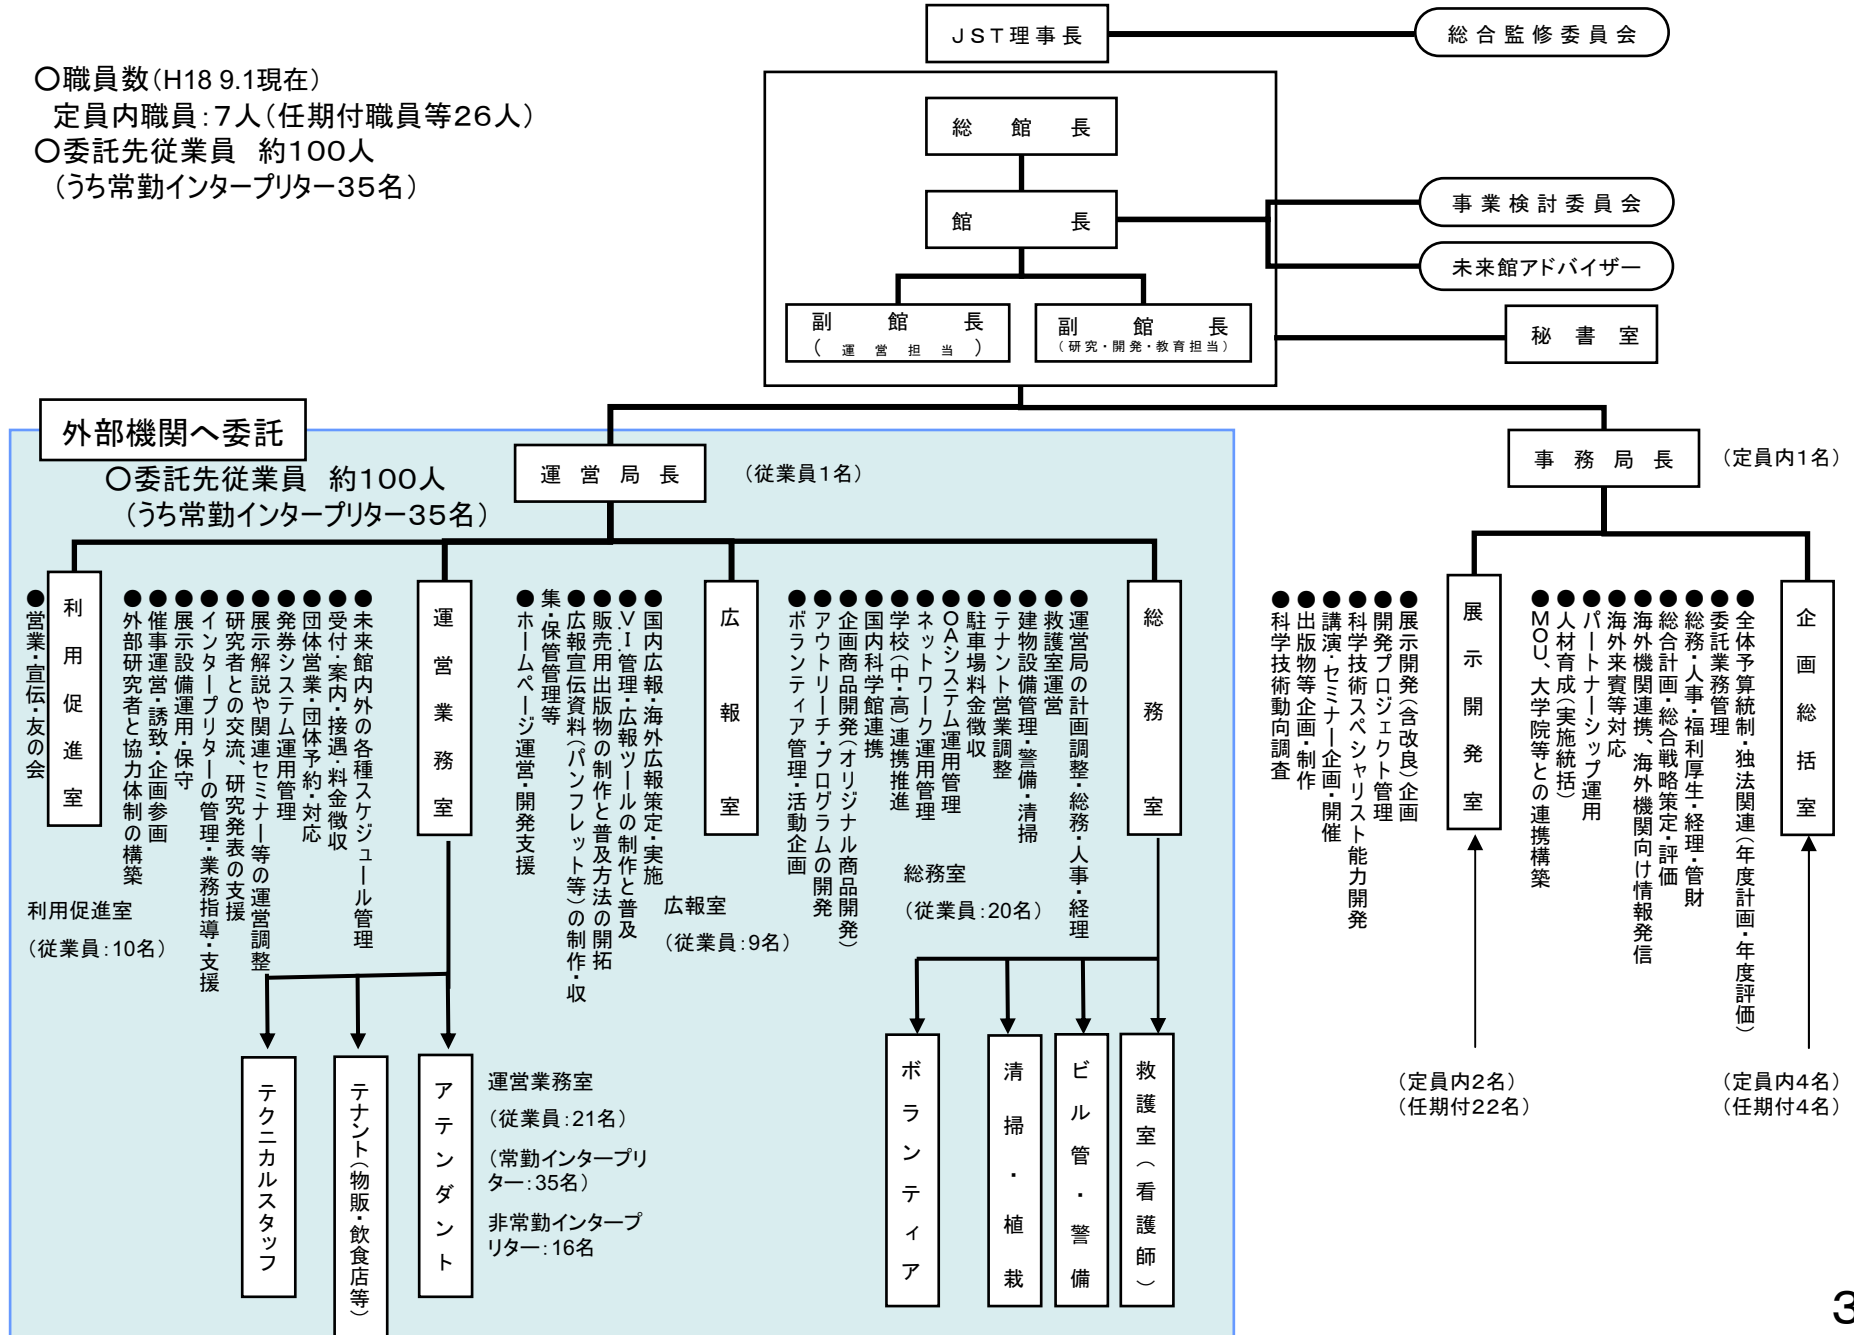 JST理事長
総合監修委員会
〇職員数(H18 9.1現在)
定員内職員:7人(任期付職員等26人)
〇委託先従業員 約100人
(うち常勤インタープリター35名)
総館長
館長
事業検討委員会
未来館アドバイザー
副館長
(運営担当)
副館長
(研究・開発・教育担当)
秘書室
外部機関へ委託
〇委託先従業員 約100人
(うち常勤インタープリター35名)
運営局長
(従業員1名)
事務局長
(定員内1名)
利用促進室
●営業・宣伝・友の会
利用促進室
(従業員:10名)
運営業務室
●未来館内外の各種スケジュール管理
●受付・案内・接遇・料金徴収
●団体営業・団体予約・対応
●発券システム運用管理
●展示解説や関連セミナー等の運営調整
●研究者との交流、研究発表の支援
●インタープリターの管理・業務指導・支援
●展示設備運用・保守
●催事運営・誘致・企画参画
●外部研究者と協力体制の構築
広報室
●国内広報・海外広報策定・実施
●VI.管理・広報ツールの制作と普及
●販売用出版物の制作と普及方法の開拓
●広報宣伝資料(パンフレット等)の制作・収
集・保管管理等
●ホームページ運営・開発支援
広報室
(従業員:9名)
総務室
●運営局の計画調整・総務・人事・経理
●救護室運営
●建物設備管理・警備・清掃
●テナント営業調整
●駐車場料金徴収
●OAシステム運用管理
●ネットワーク運用管理
●学校(中・高)連携推進
●国内科学館連携
●企画商品開発(オリジナル商品開発)
●アウトリーチ・プログラムの開発
●ボランティア管理・活動企画
総務室
(従業員:20名)
展示開発室
●展示開発(含改良)企画
●開発プロジェクト管理
●科学技術スペシャリスト能力開発
●講演・セミナー企画・開催
●出版物等企画・制作
●科学技術動向調査
企画総括室
●全体予算統制・独法関連(年度計画・年度評価)
●委託業務管理
●総務・人事・福利厚生・経理・管財
●総合計画・総合戦略策定・評価
●海外機関連携、海外機関向け情報発信
●海外来賓等対応
●パートナーシップ運用
●人材育成(実施統括)
●MOU、大学院等との連携構築
テクニカルスタッフ
テナント(物販・飲食店等)
アテンダント
運営業務室
(従業員:21名)
(常勤インタープリ
ター:35名)
非常勤インタープ
リター:16名
ボランティア
清掃・植栽
ビル管・警備
救護室(看護師)
(定員内2名)
(任期付22名)
(定員内4名)
(任期付4名)
3